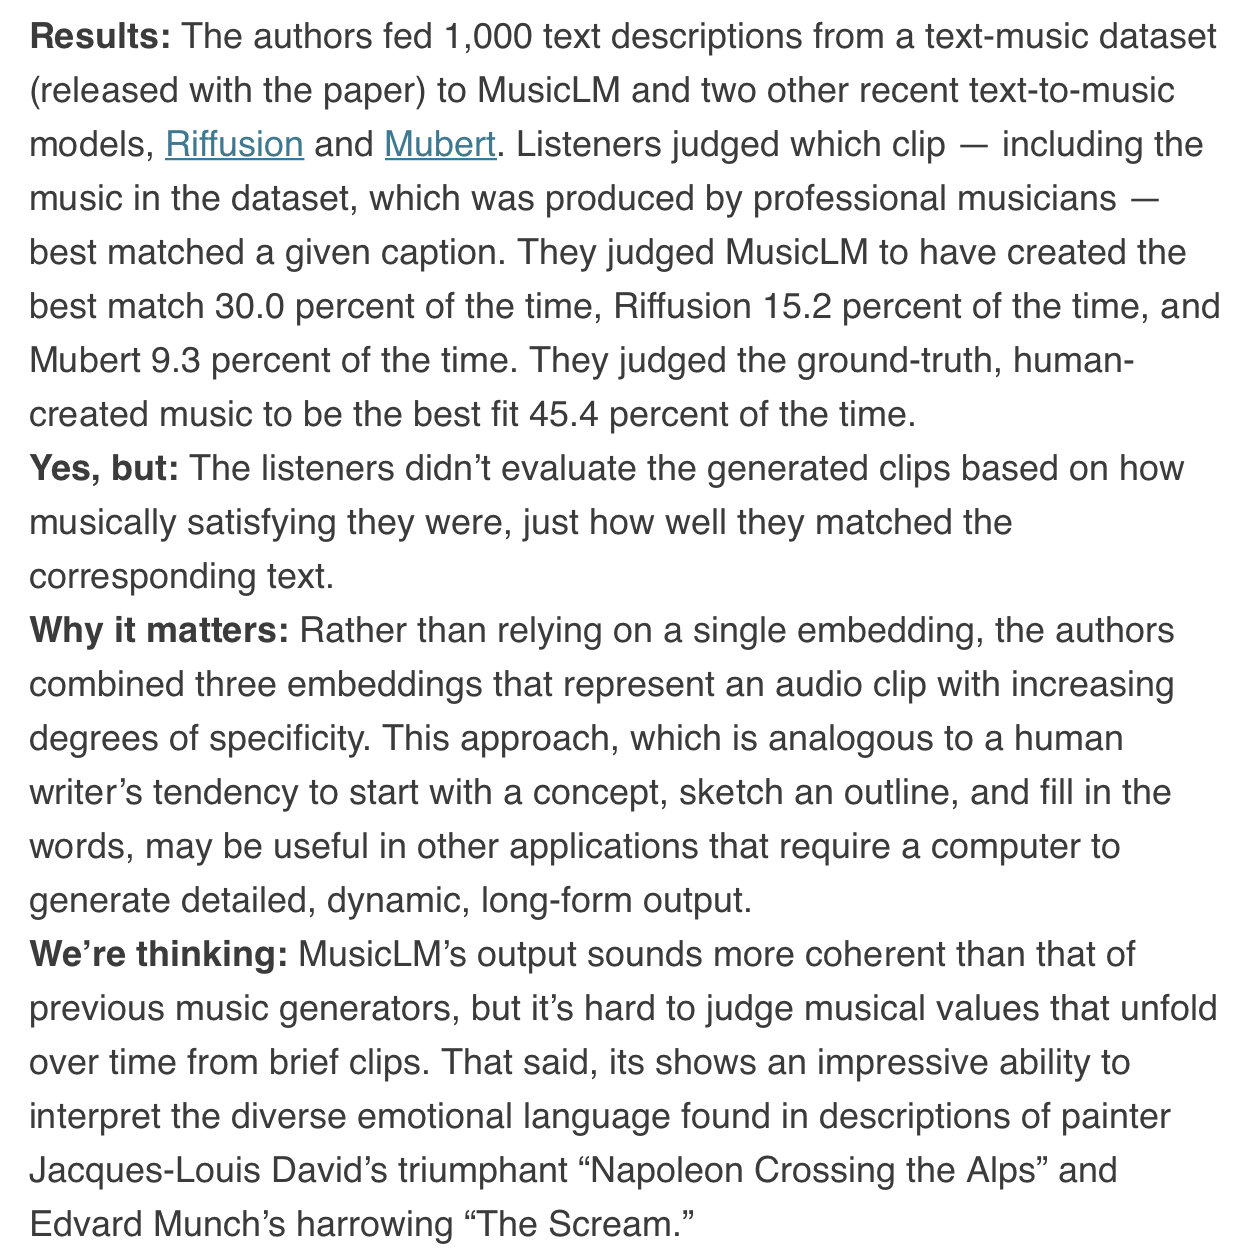 Results: The authors fed 1,000 text descriptions from a text-music dataset
(released with the paper) to MusicLM and two other recent text-to-music
models, Riffusion and Mubert. Listeners judged which clip — including the
music in the dataset, which was produced by professional musicians —
best matched a given caption. They judged MusicLM to have created the
best match 30.0 percent of the time, Riffusion 15.2 percent of the time, and
Mubert 9.3 percent of the time. They judged the ground-truth, human-
created music to be the best fit 45.4 percent of the time.
Yes, but: The listeners didn’t evaluate the generated clips based on how
musically satisfying they were, just how well they matched the
corresponding text.
Why it matters: Rather than relying on a single embedding, the authors
combined three embeddings that represent an audio clip with increasing
degrees of specificity. This approach, which is analogous to a human
writer’s tendency to start with a concept, sketch an outline, and fill in the
words, may be useful in other applications that require a computer to
generate detailed, dynamic, long-form output.
We’re thinking: MusicLM’s output sounds more coherent than that of
previous music generators, but it’s hard to judge musical values that unfold
over time from brief clips. That said, its shows an impressive ability to
interpret the diverse emotional language found in descriptions of painter
Jacques-Louis David’s triumphant “Napoleon Crossing the Alps” and
Edvard Munch’s harrowing “The Scream.”